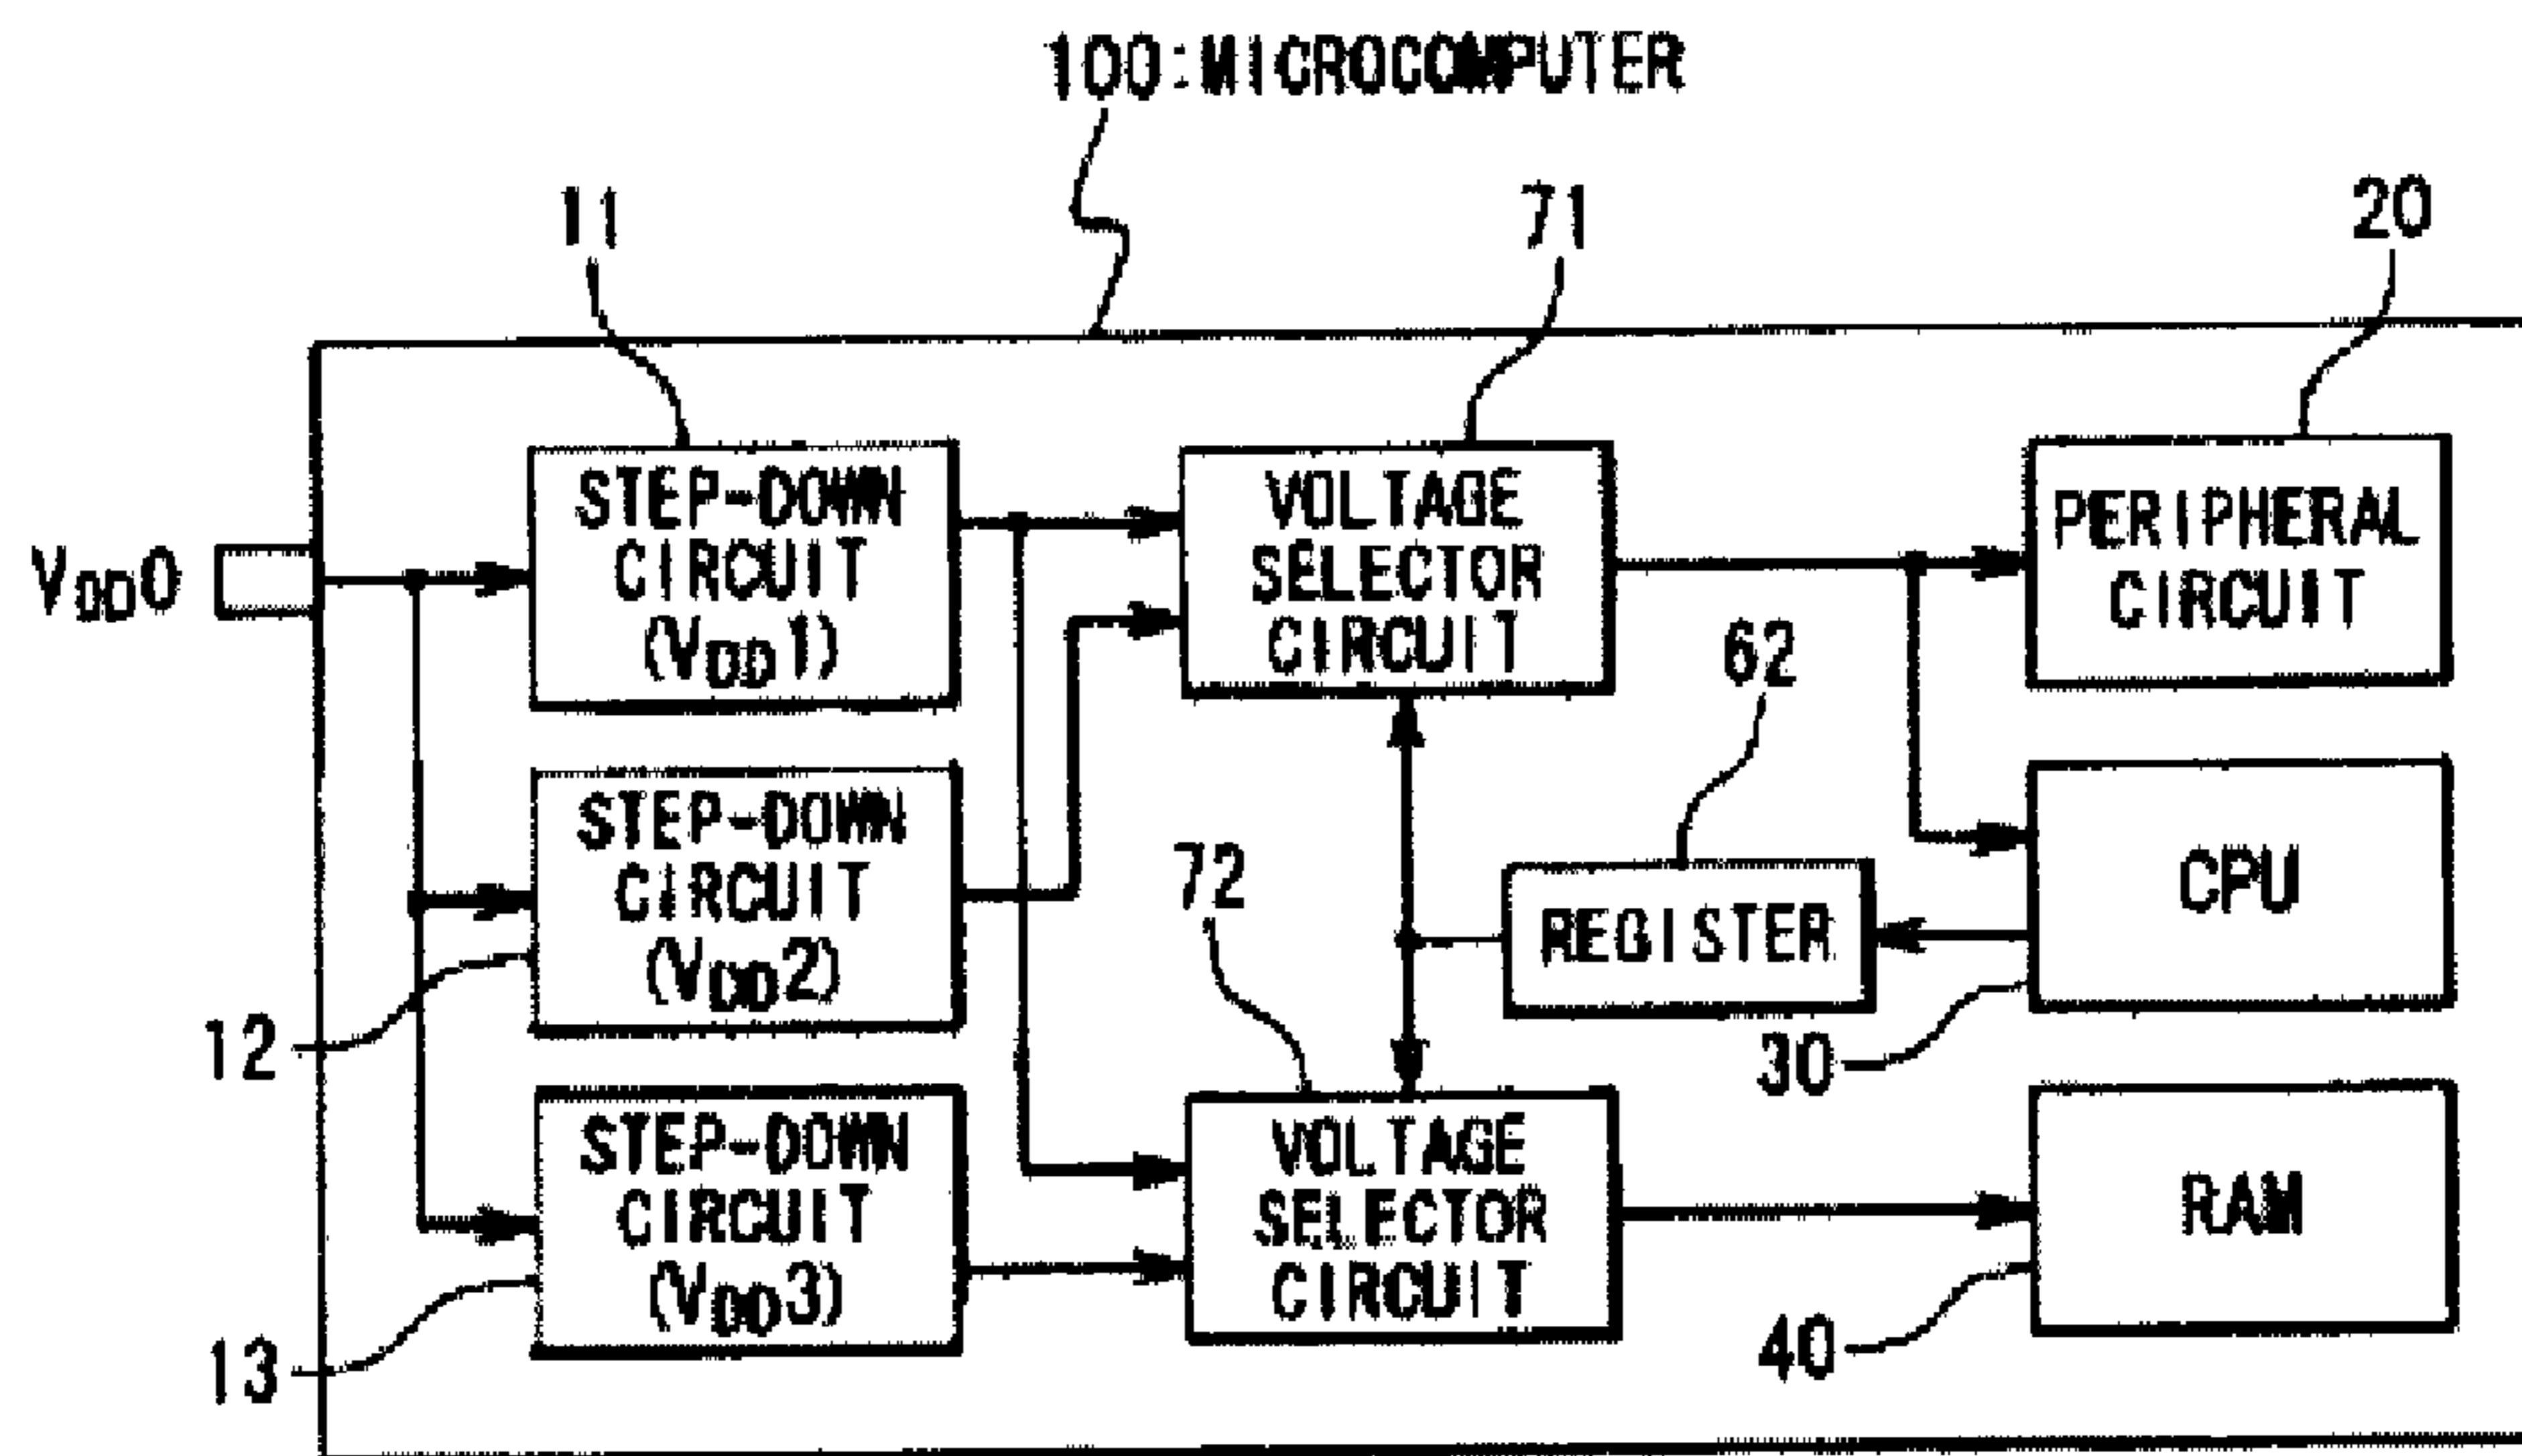 100:MICROCOMPUTER
11
71
20
STEP-DOWN
CIRCUIT
(VDD1)
VOLTAGE
SELECTOR
CIRCUIT
PERIPHERAL
CIRCUIT
VDD0
62
STEP-DOWN
CIRCUIT
(VDD2)
72
REGISTER
CPU
12
30
STEP-DOWN
CIRCUIT
(VDD3)
VOLTAGE
SELECTOR
CIRCUIT
RAM
13
40